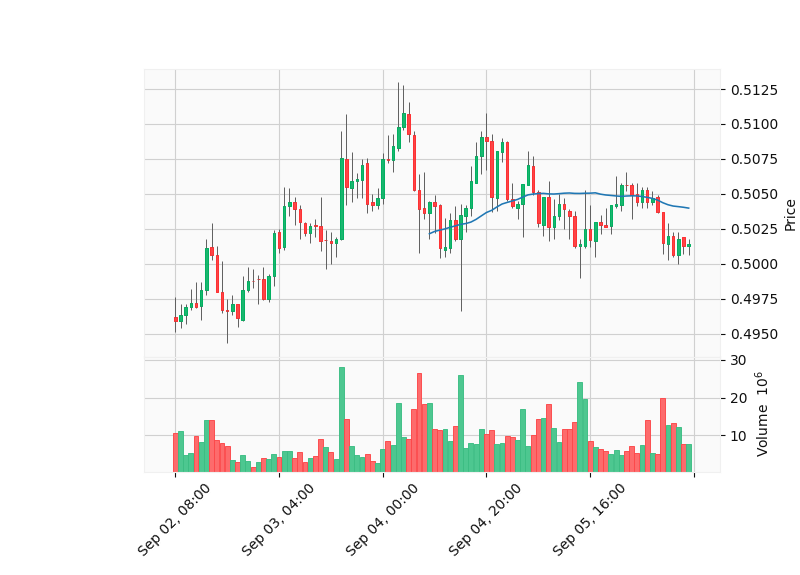 0.5125
0.5100
0.5075
0.5050
0.5025
0.5000
0.4975
0.4950
Price
30
20
10
Volume 10⁶
Sep 02, 08:00
Sep 03, 04:00
Sep 04, 00:00
Sep 04, 20:00
Sep 05, 16:00